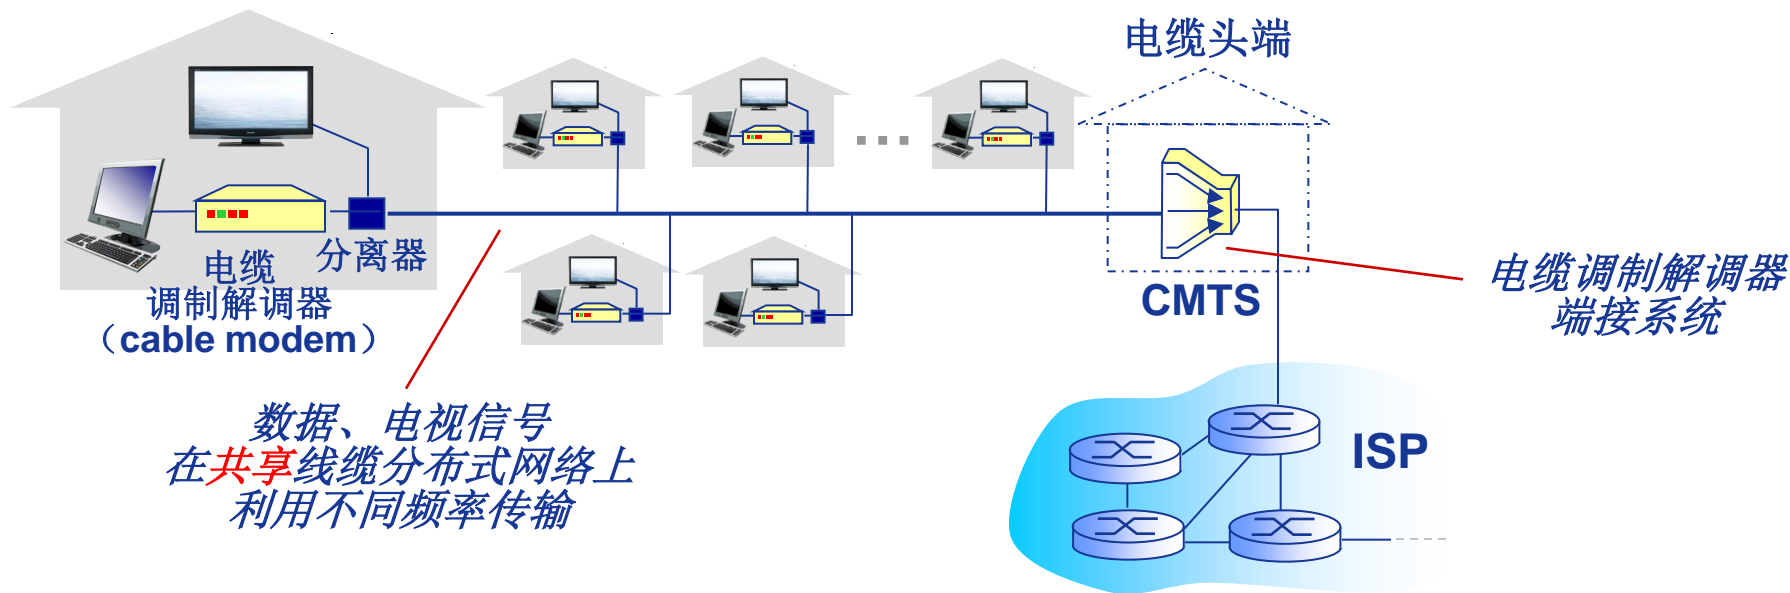 电缆头端
分离器
电缆
调制解调器
（cable modem）
CMTS
电缆调制解调器
端接系统
数据、电视信号
在共享线缆分布式网络上
利用不同频率传输
ISP